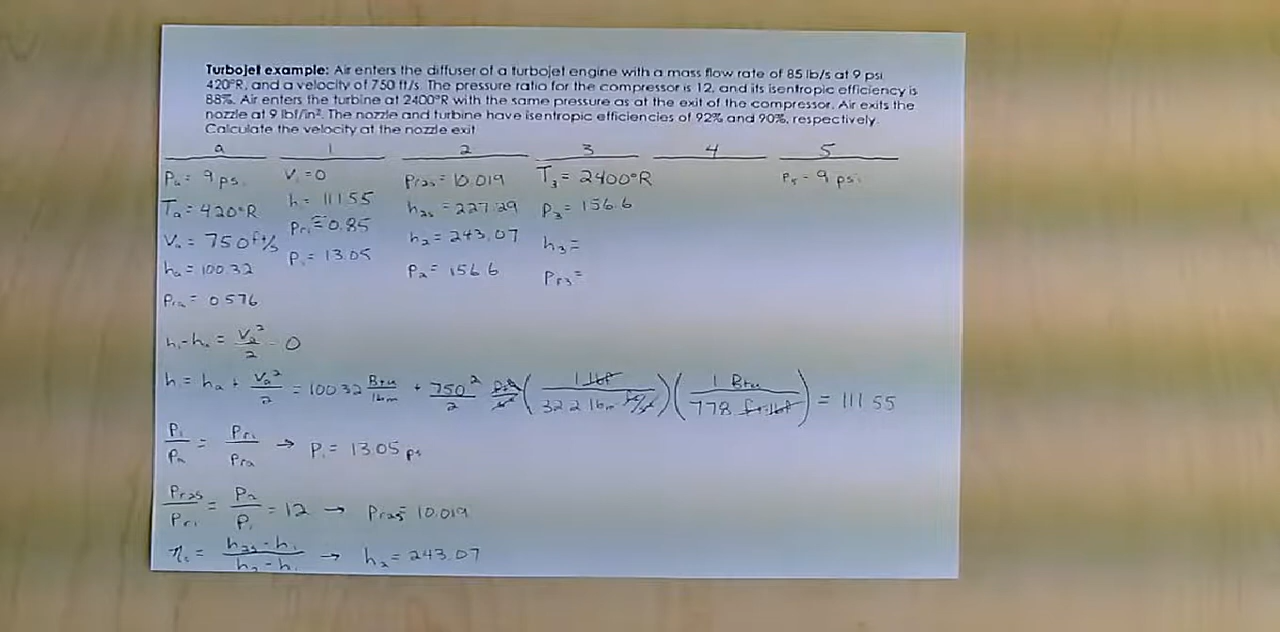 Turbojet example: Air enters the diffuser of a turbojet engine with a mass flow rate of 85 lb/s at 9 psi
420°R, and a velocity of 750 ft/s. The pressure ratio for the compressor is 12, and its isentropic efficiency is
88%. Air enters the turbine at 2400°R with the same pressure as at the exit of the compressor. Air exits the
nozzle at 9 lbf/in². The nozzle and turbine have isentropic efficiencies of 92% and 90%, respectively.
Calculate the velocity at the nozzle exit
a 1 2 3 4 5
Pa = 9 psi V1 = 0 Pr2s = 10.019 T3 = 2400°R P5 = 9 psi
Ta = 420°R h1 = 111.55 h2s = 227.29 P3 = 156.6
Va = 750 ft/s Pr1 = 0.85 h2 = 243.07 h3 =
ha = 100.32 P1 = 13.05 P2 = 156.6 Pr3 =
Pra = 0.576
h1-ha = Va²/2 - 0
h1 = ha + Va²/2 = 100.32 Btu/lbm + 750²/2 ft²/s² (1 lbf / 32.2 lbm ft/s²)(1 Btu / 778 ft·lbf) = 111.55
P1/Pa = Pr1/Pra → P1 = 13.05 psi
Pr2s/Pr1 = P2/P1 = 12 → Pr2s = 10.019
ηc = h2s-h1/h2-h1 → h2 = 243.07